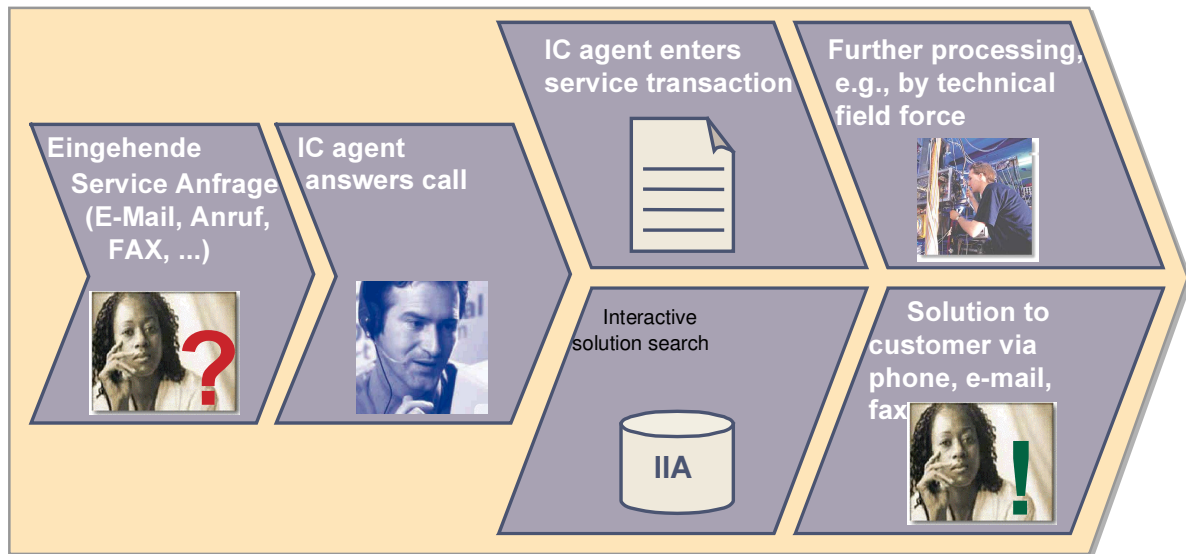 Eingehende
Service Anfrage
(E-Mail, Anruf,
FAX, ...)
?
IC agent
answers call
IC agent enters
service transaction
Further processing,
e.g., by technical
field force
Interactive
solution search
IIA
Solution to
customer via
phone, e-mail,
fax
!